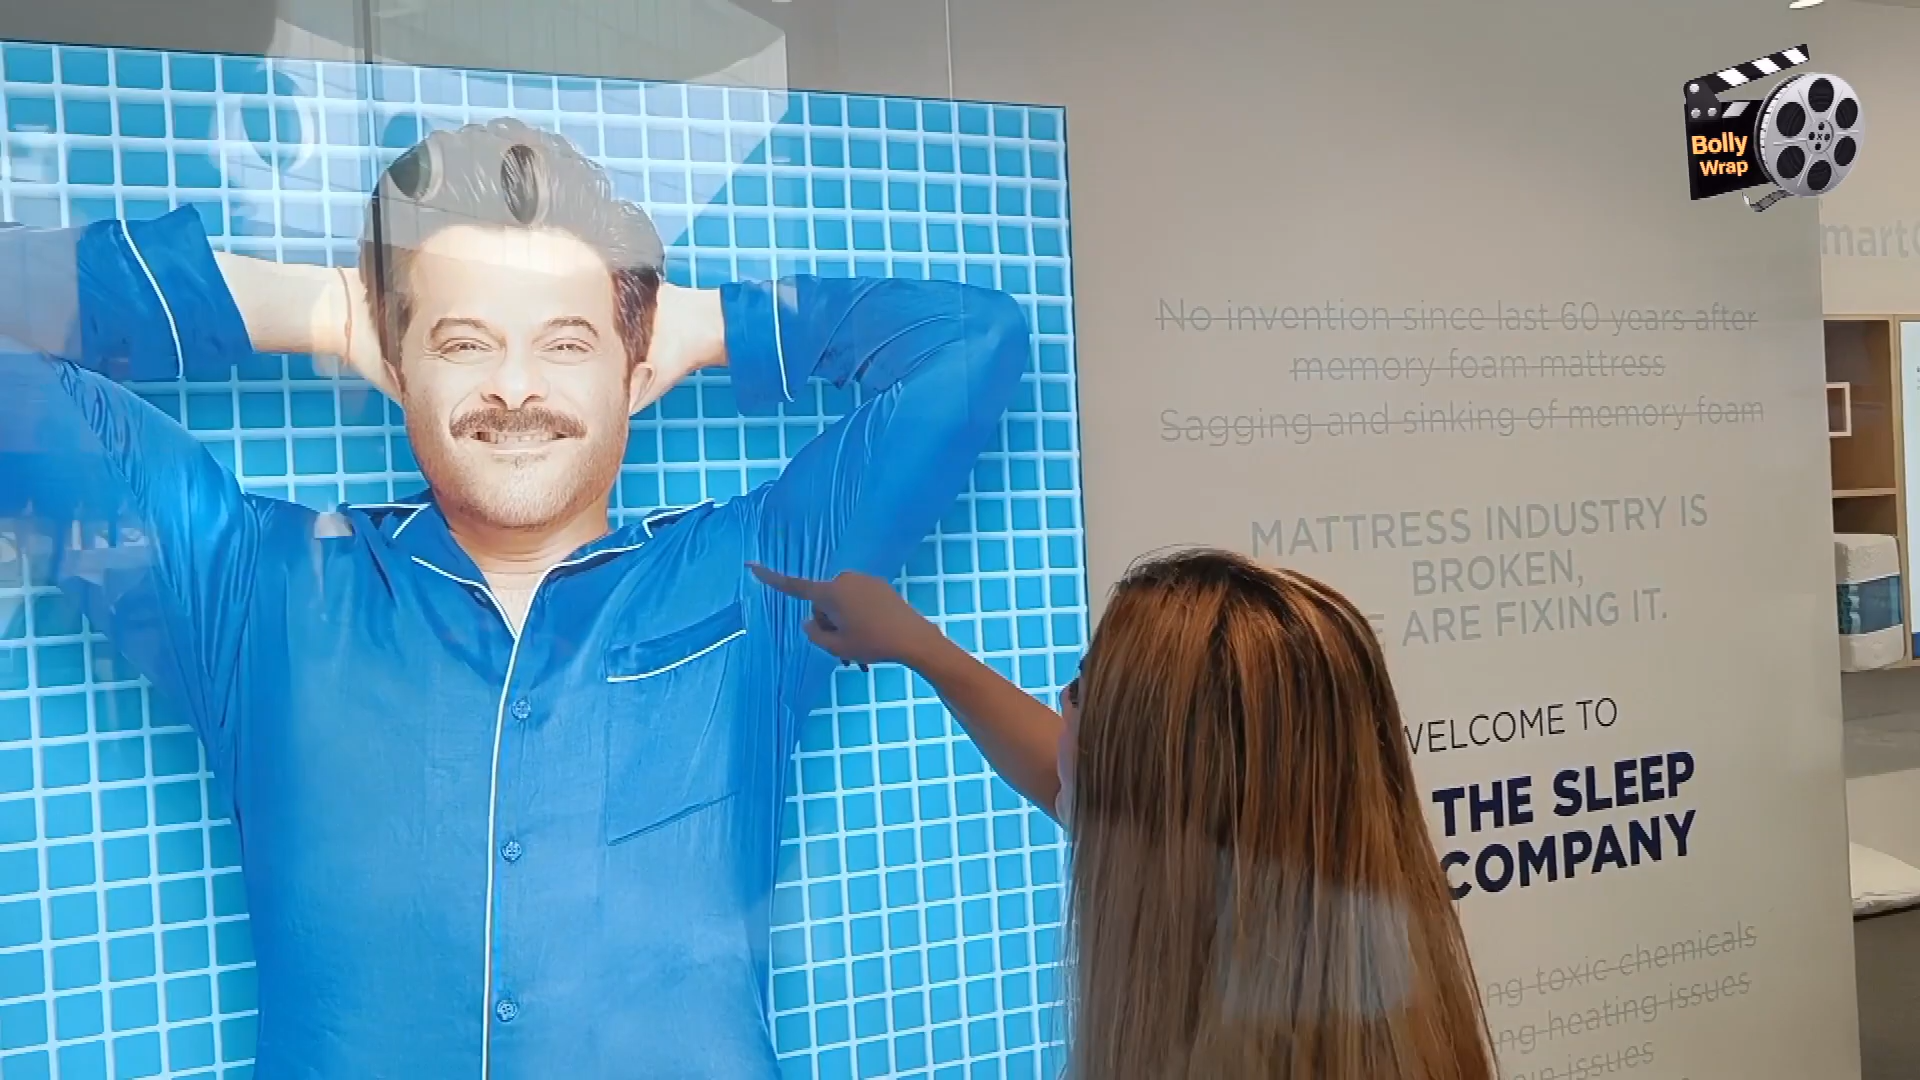 Bolly
Wrap
mart
No invention since last 60 years after
memory foam mattress
Sagging and sinking of memory foam
MATTRESS INDUSTRY IS
BROKEN,
ARE FIXING IT.
WELCOME TO
THE SLEEP
COMPANY
toxic chemicals
heating issues
issues